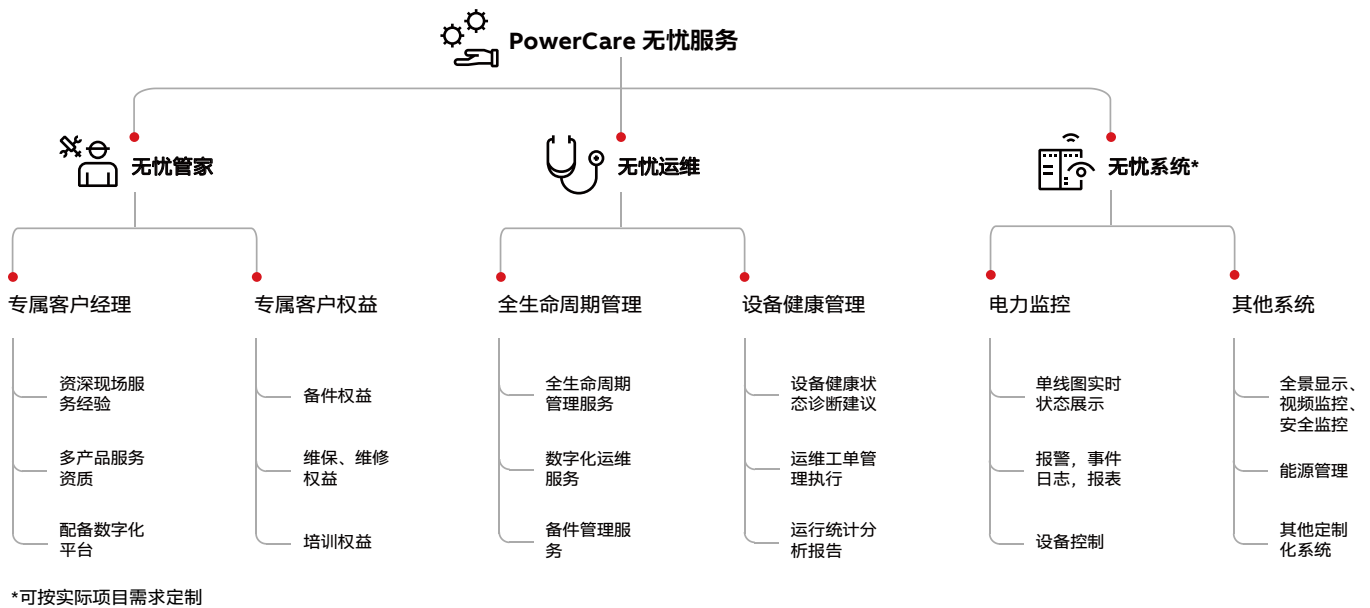 PowerCare 无忧服务
无忧管家
无忧运维
无忧系统*
专属客户经理
专属客户权益
全生命周期管理
设备健康管理
电力监控
其他系统
资深现场服
务经验
多产品服务
资质
配备数字化
平台
备件权益
维保、维修
权益
培训权益
全生命周期
管理服务
数字化运维
服务
备件管理服
务
设备健康状
态诊断建议
运维工单管
理执行
运行统计分
析报告
单线图实时
状态展示
报警，事件
日志，报表
设备控制
全景显示、
视频监控、
安全监控
能源管理
其他定制
化系统
*可按实际项目需求定制